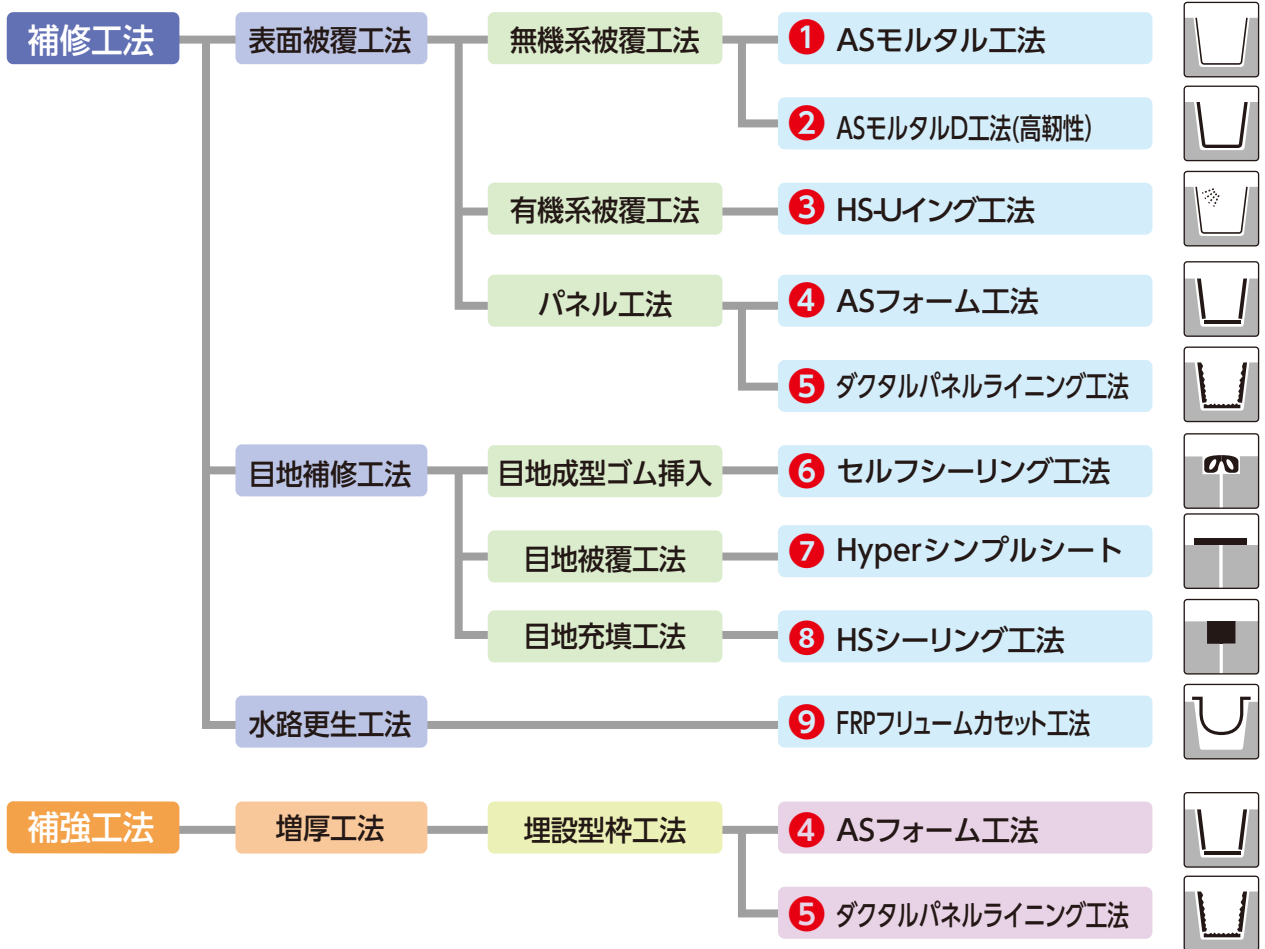 補修工法
表面被覆工法
無機系被覆工法
❶ ASモルタル工法
❷ ASモルタルD工法(高靭性)
有機系被覆工法
❸ HS-Uイング工法
パネル工法
❹ ASフォーム工法
❺ ダクタルパネルライニング工法
目地補修工法
目地成型ゴム挿入
❻ セルフシーリング工法
目地被覆工法
❼ Hyperシンプルシート
目地充填工法
❽ HSシーリング工法
水路更生工法
❾ FRPフリュームカセット工法
補強工法
増厚工法
埋設型枠工法
❹ ASフォーム工法
❺ ダクタルパネルライニング工法